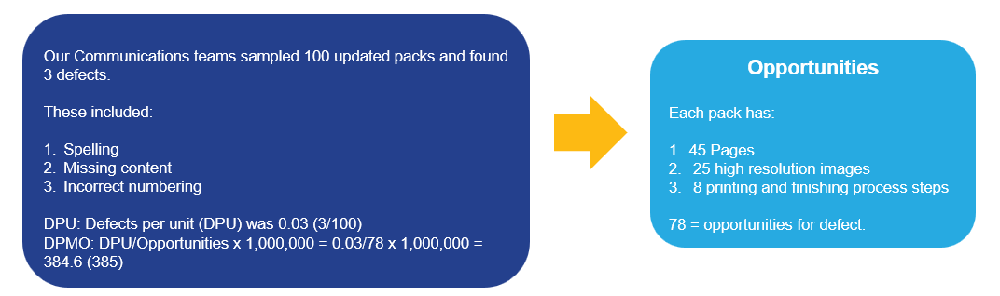 Our Communications teams sampled 100 updated packs and found
3 defects.
These included:
1. Spelling
2. Missing content
3. Incorrect numbering
DPU: Defects per unit (DPU) was 0.03 (3/100)
DPMO: DPU/Opportunities x 1,000,000 = 0.03/78 x 1,000,000 =
384.6 (385)
Opportunities
Each pack has:
1. 45 Pages
2. 25 high resolution images
3. 8 printing and finishing process steps
78 = opportunities for defect.